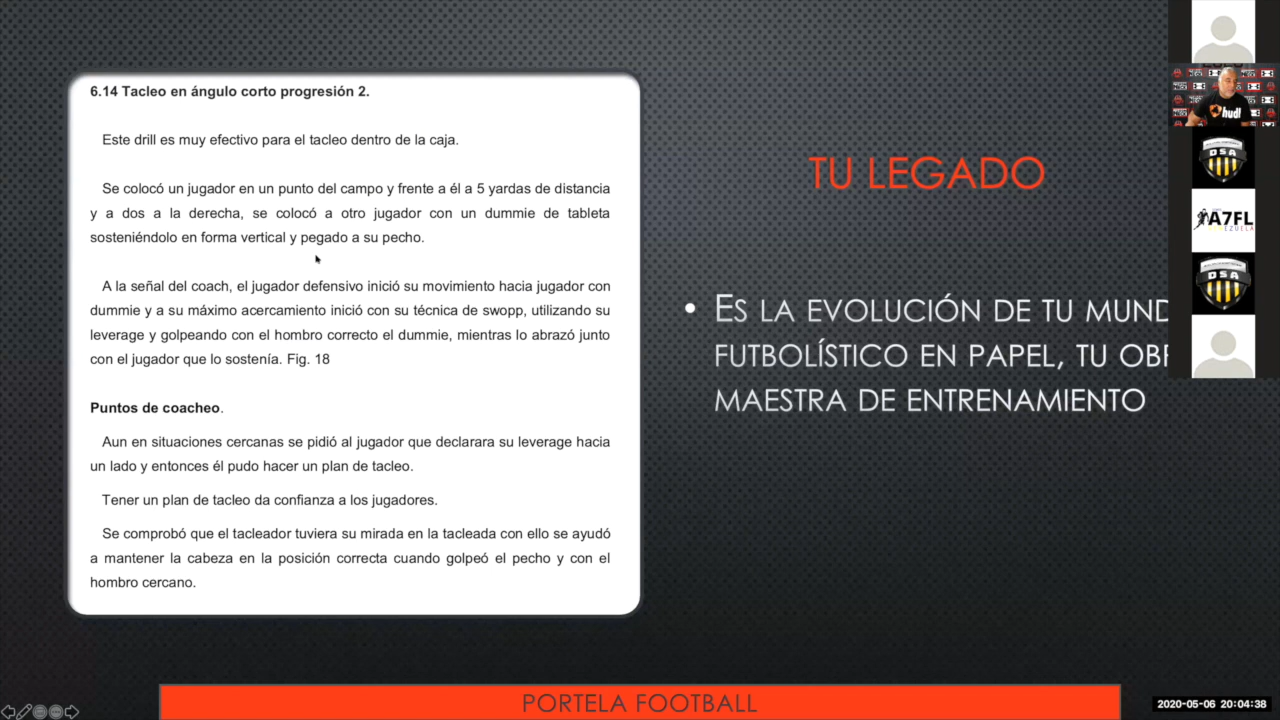 6.14 Tacleo en ángulo corto progresión 2.
Este drill es muy efectivo para el tacleo dentro de la caja.
Se colocó un jugador en un punto del campo y frente a él a 5 yardas de distancia
y a dos a la derecha, se colocó a otro jugador con un dummie de tableta
sosteniéndolo en forma vertical y pegado a su pecho.
A la señal del coach, el jugador defensivo inició su movimiento hacia jugador con
dummie y a su máximo acercamiento inició con su técnica de swopp, utilizando su
leverage y golpeando con el hombro correcto el dummie, mientras lo abrazó junto
con el jugador que lo sostenía. Fig. 18
Puntos de coacheo.
Aun en situaciones cercanas se pidió al jugador que declarara su leverage hacia
un lado y entonces él pudo hacer un plan de tacleo.
Tener un plan de tacleo da confianza a los jugadores.
Se comprobó que el tacleador tuviera su mirada en la tacleada con ello se ayudó
a mantener la cabeza en la posición correcta cuando golpeó el pecho y con el
hombro cercano.
TU LEGADO
• ES LA EVOLUCIÓN DE TU MUND
FUTBOLÍSTICO EN PAPEL, TU OBR
MAESTRA DE ENTRENAMIENTO
PORTELA FOOTBALL
hudl
DSA
A7FL
DSA
2020-05-06 20:04:38